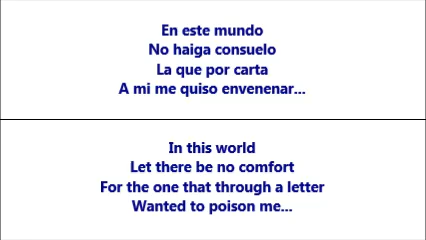 En este mundo
No haiga consuelo
La que por carta
A mi me quiso envenenar...
In this world
Let there be no comfort
For the one that through a letter
Wanted to poison me...